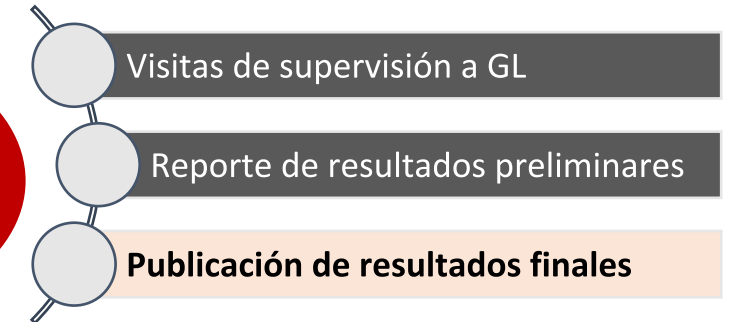 Visitas de supervisión a GL
Reporte de resultados preliminares
Publicación de resultados finales